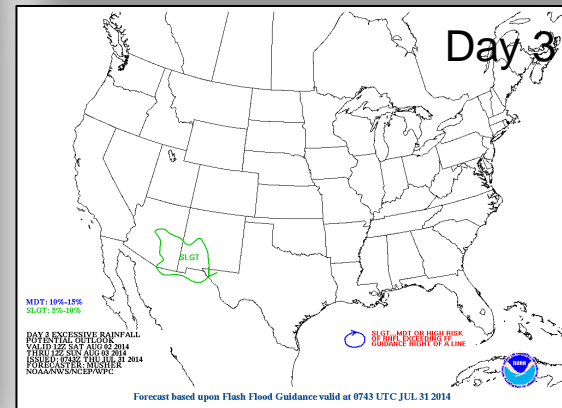 Day 3
SLGT
MDT: 10%-15%
SLGT: 5%-10%
DAY 3 EXCESSIVE RAINFALL
POTENTIAL OUTLOOK
VALID 12Z SAT AUG 02 2014
THRU 12Z SUN AUG 03 2014
ISSUED: 0743Z THU JUL 31 2014
FORECASTER: MUSHER
NOAA/NWS/NCEP/WPC
SLGT...MDT OR HIGH RISK
OF RNFL EXCEEDING FF
GUIDANCE RIGHT OF A LINE
NOAA
Forecast based upon Flash Flood Guidance valid at 0743 UTC JUL 31 2014